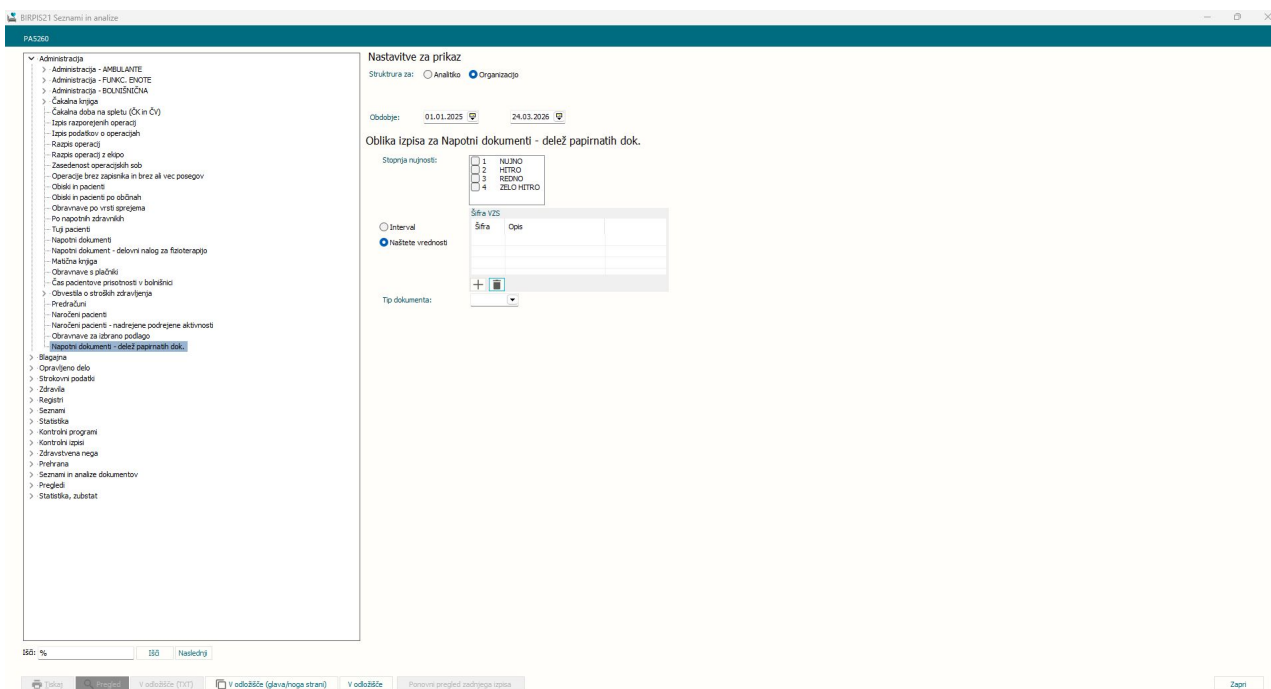 BIRPIS21 Seznami in analize
PA5260
Administracija
Administracija - AMBULANTE
Administracija - FUNKC. ENOTE
Administracija - BOLNIŠNIČNA
Čakalna knjiga
Čakalna doba na spletu (ČK in ČV)
Izpis razporejenih operacij
Izpis podatkov o operacijah
Razpis operacij
Razpis operacij z ekipo
Zasedenost operacijskih sob
Operacije brez zapisnika in brez ali vec posegov
Obiski in pacienti
Obiski in pacienti po občinah
Obravnave po vrsti sprejema
Po napotnih zdravnikih
Tuji pacienti
Napotni dokumenti
Napotni dokument - delovni nalog za fizioterapijo
Matična knjiga
Obravnave s plačniki
Čas pacientove prisotnosti v bolnišnici
Obvestila o stroških zdravljenja
Predračuni
Naročeni pacienti
Naročeni pacienti - nadrejene podrejene aktivnosti
Obravnave za izbrano podlago
Napotni dokumenti - delež papirnatih dok.
Blagajna
Opravljeno delo
Strokovni podatki
Zdravila
Registri
Seznami
Statistika
Kontrolni programi
Kontrolni izpisi
Zdravstvena nega
Prehrana
Seznami in analize dokumentov
Pregledi
Statistika, zubstat
Išči: %
Išči
Naslednji
Nastavitve za prikaz
Struktura za: Analitiko Organizacijo
Obdobje: 01.01.2025 24.03.2026
Oblika izpisa za Napotni dokumenti - delež papirnatih dok.
Stopnja nujnosti:
1 NUJNO
2 HITRO
3 REDNO
4 ZELO HITRO
Šifra VZS
Interval
Šifra Opis
Naštete vrednosti
Tip dokumenta:
Tiskaj Pregled V odložišče (TXT) V odložišče (glava/noga strani) V odložišče Ponovni pregled zadnjega izpisa Zapri